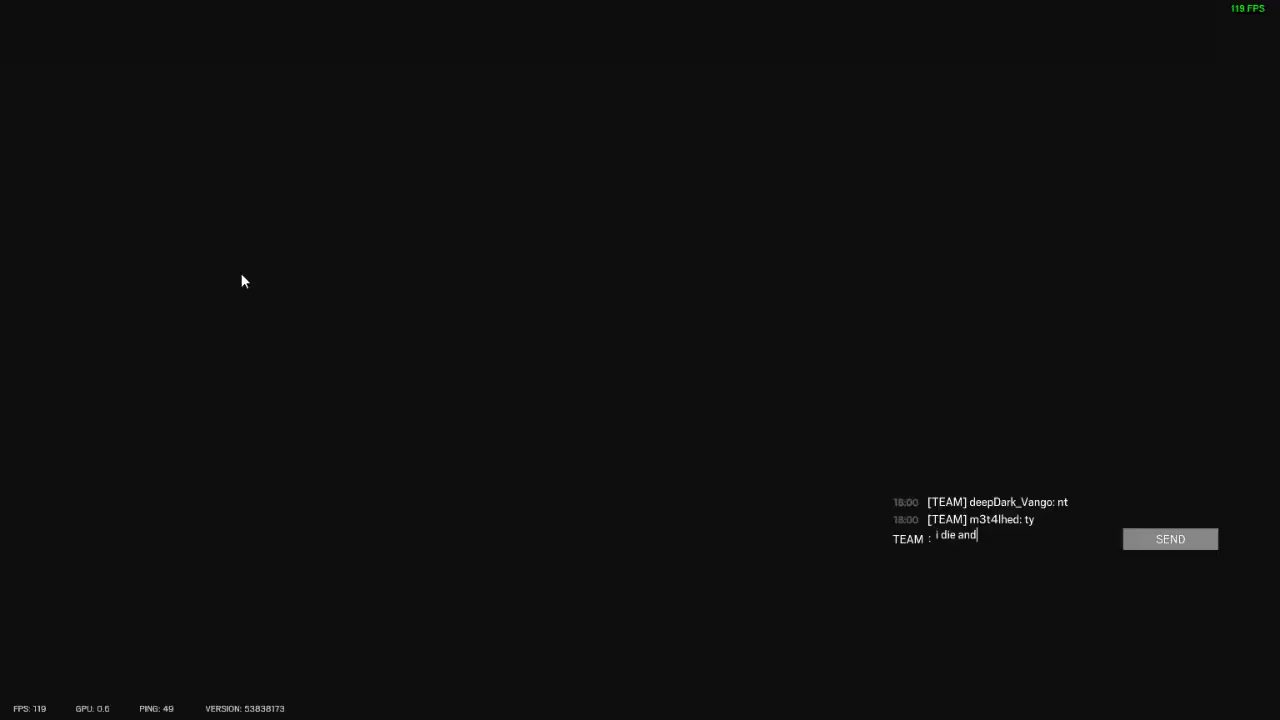 119 FPS
18:00 [TEAM] deepDark_Vango: nt
18:00 [TEAM] m3t4lhed: ty
TEAM : i die and
SEND
FPS: 119 GPU: 0.6 PING: 49 VERSION: 53838173